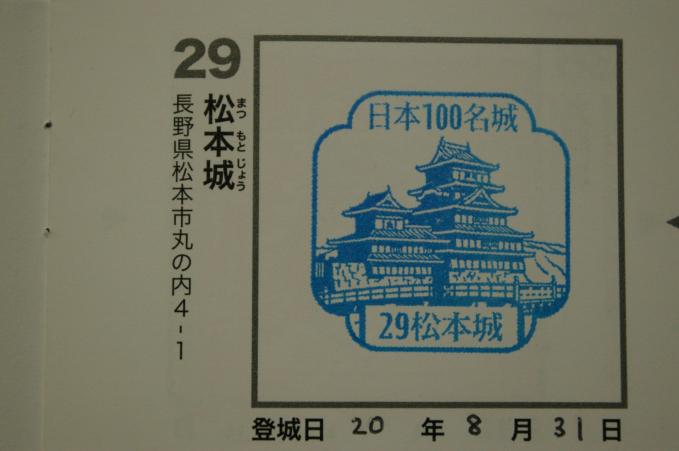 29
松本城
まつもとじょう
長野県松本市丸の内4-1
日本100名城
29松本城
登城日 20 年 8 月 31 日